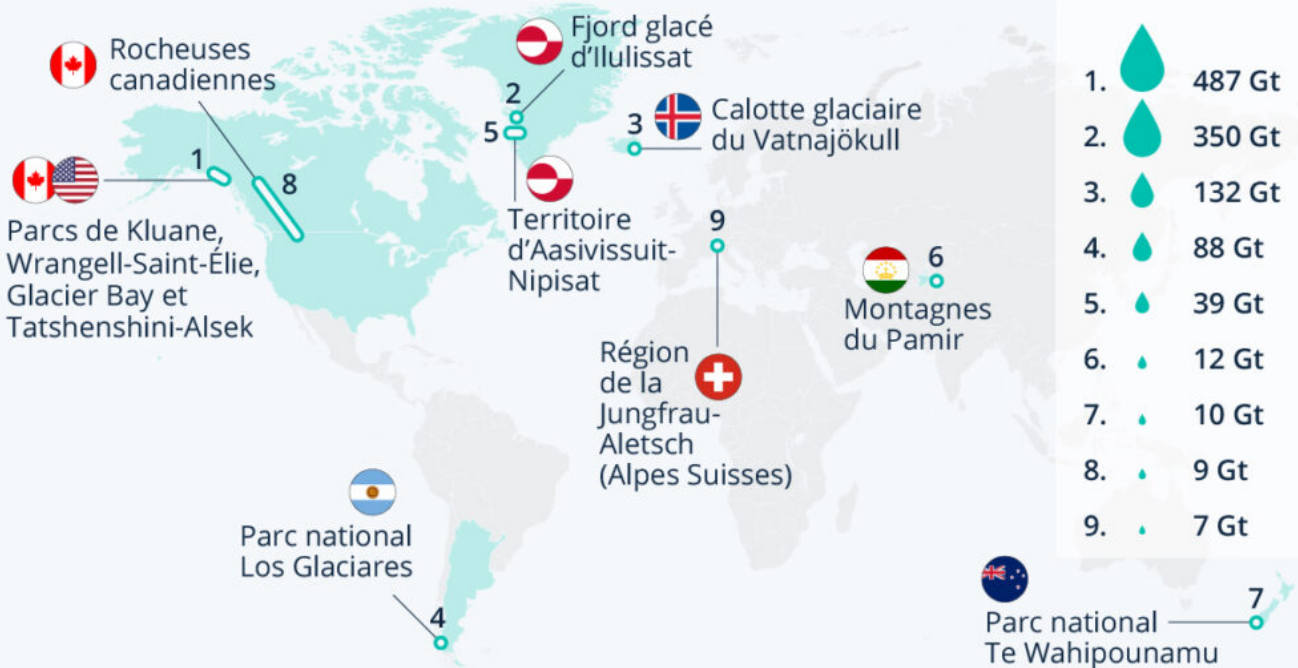 Rocheuses
canadiennes
1
8
Parcs de Kluane,
Wrangell-Saint-Élie,
Glacier Bay et
Tatshenshini-Alsek
Fjord glacé
d'Ilulissat
2
5
Territoire
d'Aasivissuit-
Nipisat
3
Calotte glaciaire
du Vatnajökull
9
Région
de la
Jungfrau-
Aletsch
(Alpes Suisses)
6
Montagnes
du Pamir
Parc national
Los Glaciares
4
7
Parc national
Te Wahipounamu
1. 487 Gt
2. 350 Gt
3. 132 Gt
4. 88 Gt
5. 39 Gt
6. 12 Gt
7. 10 Gt
8. 9 Gt
9. 7 Gt